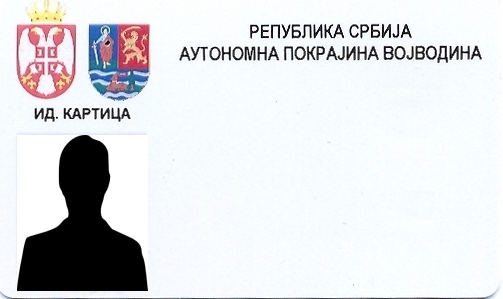 РЕПУБЛИКА СРБИЈА
АУТОНОМНА ПОКРАЈИНА ВОЈВОДИНА
ИД. КАРТИЦА